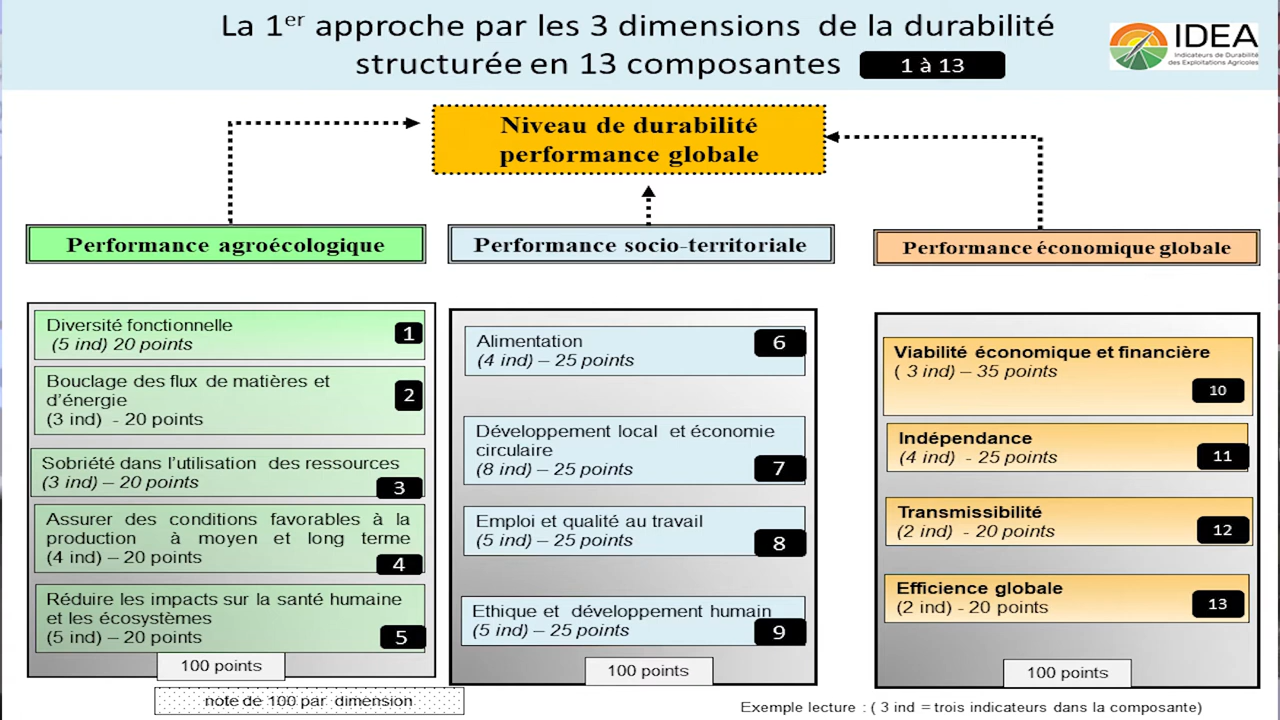 La 1er approche par les 3 dimensions de la durabilité
structurée en 13 composantes 1 à 13
IDEA
Indicateurs de Durabilité
des Exploitations Agricoles
Niveau de durabilité
performance globale
Performance agroécologique
Performance socio-territoriale
Performance économique globale
Diversité fonctionnelle
(5 ind) 20 points
1
Bouclage des flux de matières et
d'énergie
(3 ind) - 20 points
2
Sobriété dans l'utilisation des ressources
(3 ind) – 20 points
3
Assurer des conditions favorables à la
production à moyen et long terme
(4 ind) – 20 points
4
Réduire les impacts sur la santé humaine
et les écosystèmes
(5 ind) – 20 points
5
100 points
note de 100 par dimension
Alimentation
(4 ind) – 25 points
6
Développement local et économie
circulaire
(8 ind) – 25 points
7
Emploi et qualité au travail
(5 ind) – 25 points
8
Ethique et développement humain
(5 ind) – 25 points
9
100 points
Viabilité économique et financière
( 3 ind) – 35 points
10
Indépendance
(4 ind) - 25 points
11
Transmissibilité
(2 ind) - 20 points
12
Efficience globale
(2 ind) - 20 points
13
100 points
Exemple lecture : ( 3 ind = trois indicateurs dans la composante)